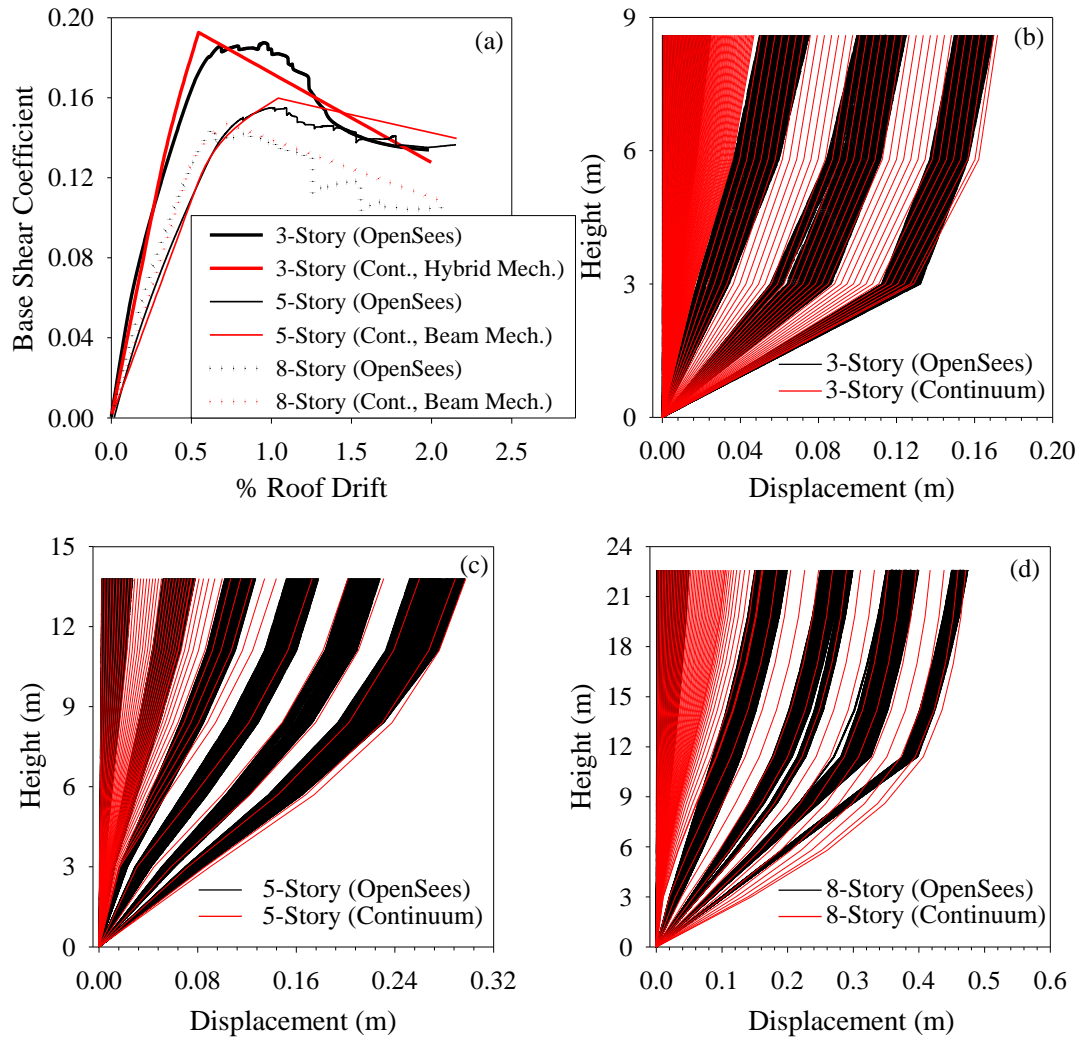 (a)
0.20
0.16
0.12
0.08
0.04
0.00
Base Shear Coefficient
3-Story (OpenSees)
3-Story (Cont., Hybrid Mech.)
5-Story (OpenSees)
5-Story (Cont., Beam Mech.)
8-Story (OpenSees)
8-Story (Cont., Beam Mech.)
0.0 0.5 1.0 1.5 2.0 2.5
% Roof Drift
(b)
9
6
3
0
Height (m)
3-Story (OpenSees)
3-Story (Continuum)
0.00 0.04 0.08 0.12 0.16 0.20
Displacement (m)
(c)
15
12
9
6
3
0
Height (m)
5-Story (OpenSees)
5-Story (Continuum)
0.00 0.08 0.16 0.24 0.32
Displacement (m)
(d)
24
21
18
15
12
9
6
3
0
Height (m)
8-Story (OpenSees)
8-Story (Continuum)
0.0 0.1 0.2 0.3 0.4 0.5 0.6
Displacement (m)